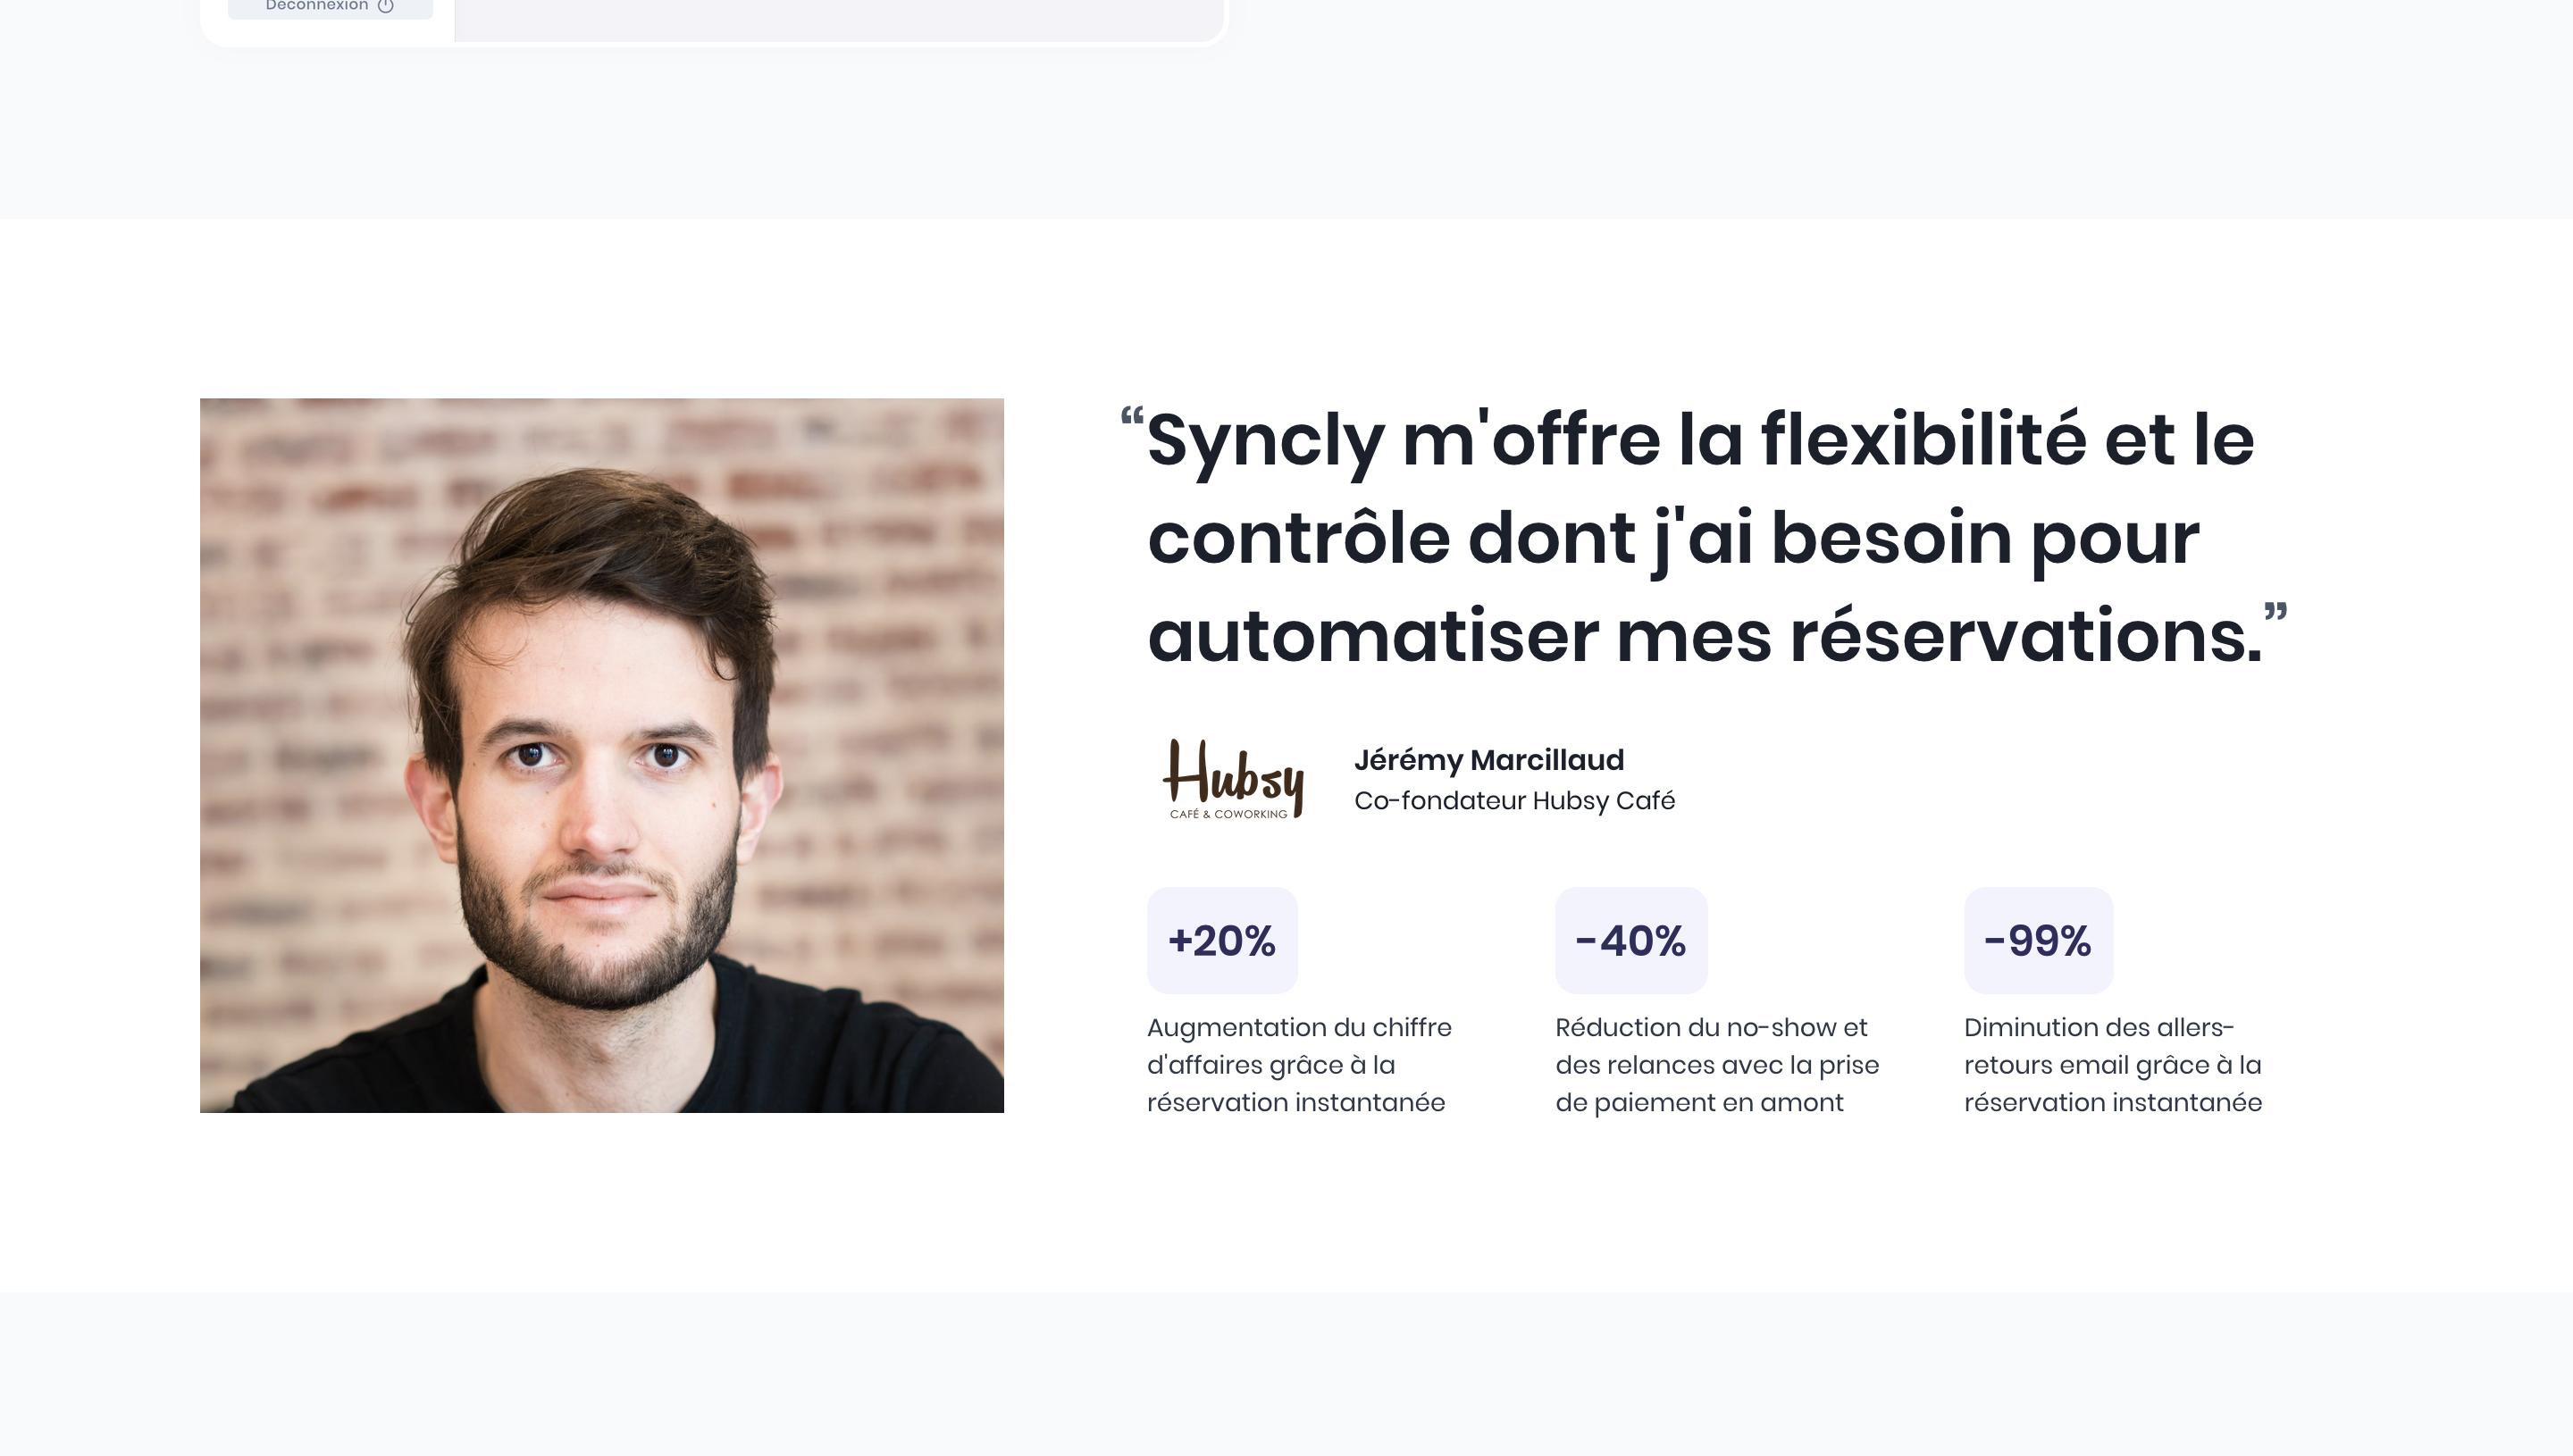 Déconnexion
“Syncly m'offre la flexibilité et le
contrôle dont j'ai besoin pour
automatiser mes réservations.”
Hubsy
CAFÉ & COWORKING
Jérémy Marcillaud
Co-fondateur Hubsy Café
+20%
Augmentation du chiffre
d'affaires grâce à la
réservation instantanée
-40%
Réduction du no-show et
des relances avec la prise
de paiement en amont
-99%
Diminution des allers-
retours email grâce à la
réservation instantanée